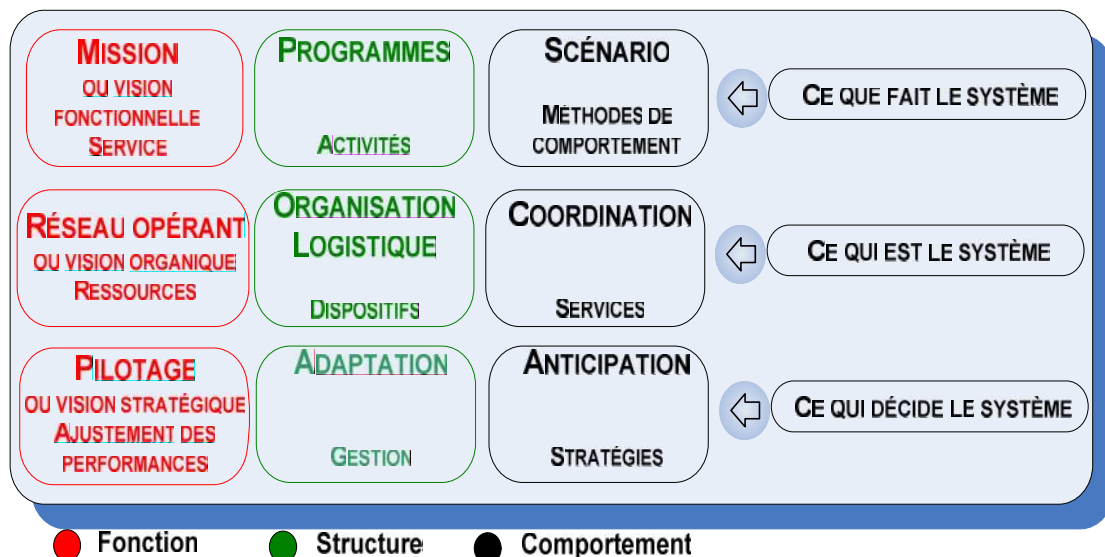 MISSION
OU VISION
FONCTIONNELLE
SERVICE
PROGRAMMES
ACTIVITÉS
SCÉNARIO
MÉTHODES DE
COMPORTEMENT
CE QUE FAIT LE SYSTÈME
RÉSEAU OPÉRANT
OU VISION ORGANIQUE
RESSOURCES
ORGANISATION
LOGISTIQUE
DISPOSITIFS
COORDINATION
SERVICES
CE QUI EST LE SYSTÈME
PILOTAGE
OU VISION STRATÉGIQUE
AJUSTEMENT DES
PERFORMANCES
ADAPTATION
GESTION
ANTICIPATION
STRATÉGIES
CE QUI DÉCIDE LE SYSTÈME
Fonction
Structure
Comportement